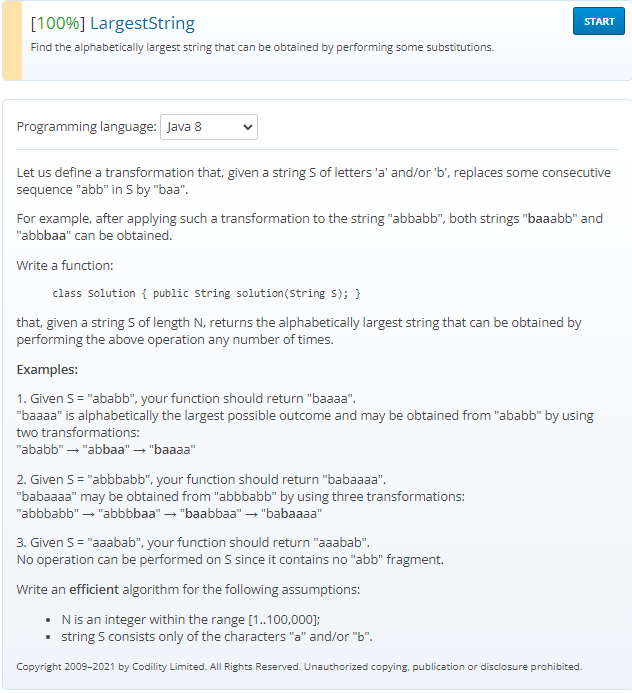 [100%] LargestString
START
Find the alphabetically largest string that can be obtained by performing some substitutions.
Programming language: Java 8
Let us define a transformation that, given a string S of letters 'a' and/or 'b', replaces some consecutive
sequence "abb" in S by "baa".
For example, after applying such a transformation to the string "abbabb", both strings "baaabb" and
"abbbaa" can be obtained.
Write a function:
class Solution { public String solution(String S); }
that, given a string S of length N, returns the alphabetically largest string that can be obtained by
performing the above operation any number of times.
Examples:
1. Given S = "ababb", your function should return "baaaa".
"baaaa" is alphabetically the largest possible outcome and may be obtained from "ababb" by using
two transformations:
"ababb" → "abbaa" → "baaaa"
2. Given S = "abbbabb", your function should return "babaaaa".
"babaaaa" may be obtained from "abbbabb" by using three transformations:
"abbbabb" → "abbbbaa" → "baabbaa" → "babaaaa"
3. Given S = "aaabab", your function should return "aaabab".
No operation can be performed on S since it contains no "abb" fragment.
Write an efficient algorithm for the following assumptions:
• N is an integer within the range [1..100,000];
• string S consists only of the characters "a" and/or "b".
Copyright 2009–2021 by Codility Limited. All Rights Reserved. Unauthorized copying, publication or disclosure prohibited.